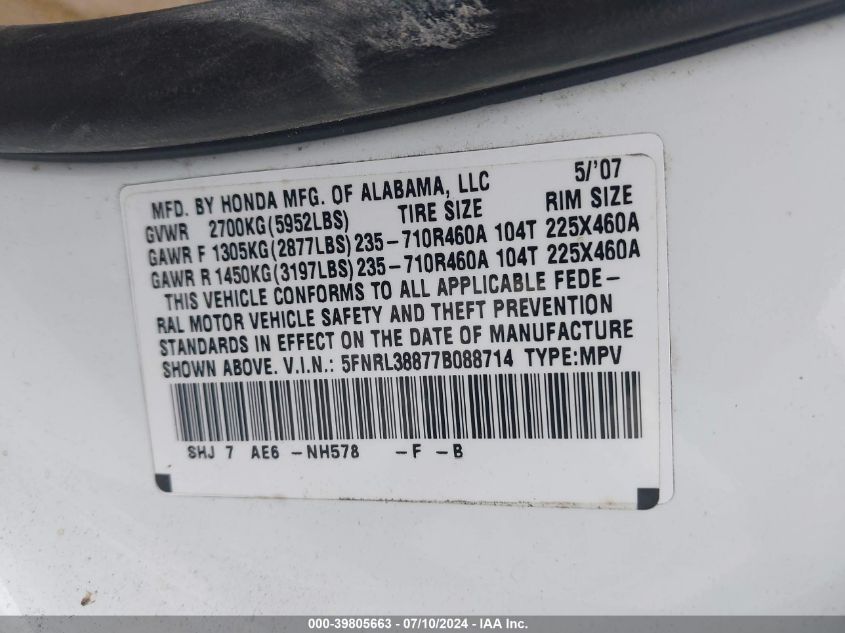 MFD. BY HONDA MFG. OF ALABAMA, LLC 5/'07
GVWR 2700KG(5952LBS) TIRE SIZE RIM SIZE
GAWR F 1305KG(2877LBS) 235-710R460A 104T 225X460A
GAWR R 1450KG(3197LBS) 235-710R460A 104T 225X460A
THIS VEHICLE CONFORMS TO ALL APPLICABLE FEDE-
RAL MOTOR VEHICLE SAFETY AND THEFT PREVENTION
STANDARDS IN EFFECT ON THE DATE OF MANUFACTURE
SHOWN ABOVE. V.I.N.: 5FNRL38877B088714 TYPE:MPV
SHJ 7 AE6 -NH578 -F -B
000-39805663 - 07/10/2024 - IAA Inc.